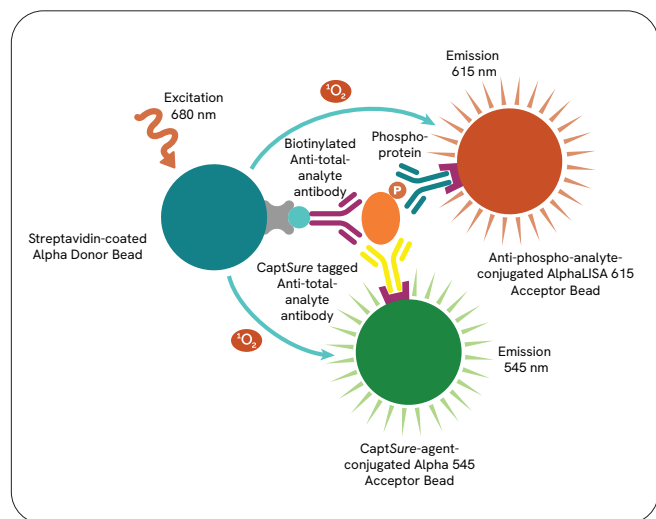 Emission
615 nm
¹O₂
Excitation
680 nm
Biotinylated
Anti-total-
analyte
antibody
Phospho-
protein
P
Streptavidin-coated
Alpha Donor Bead
CaptSure tagged
Anti-total-
analyte
antibody
Anti-phospho-analyte-
conjugated AlphaLISA 615
Acceptor Bead
¹O₂
Emission
545 nm
CaptSure-agent-
conjugated Alpha 545
Acceptor Bead